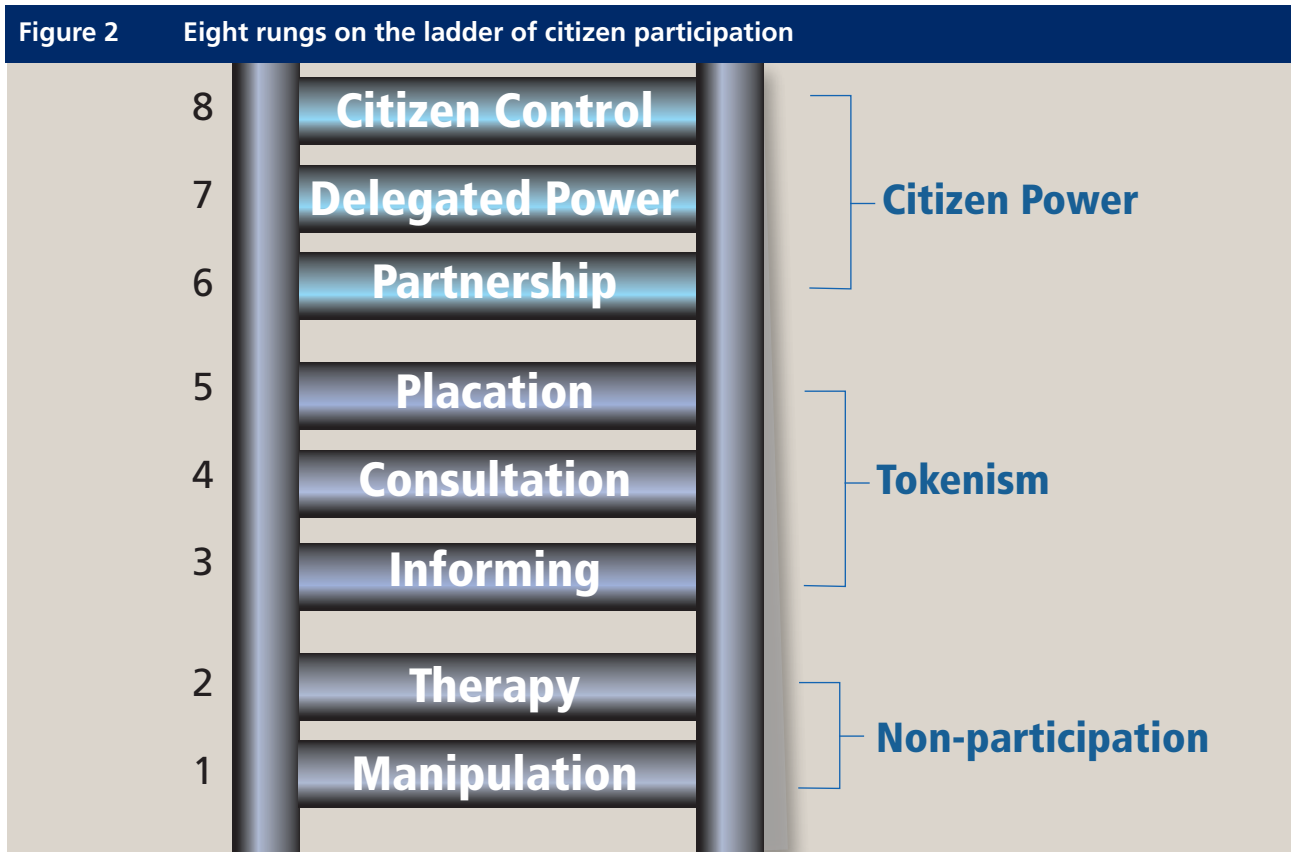 Figure 2 Eight rungs on the ladder of citizen participation
8 Citizen Control
7 Delegated Power
Citizen Power
6 Partnership
5 Placation
4 Consultation
Tokenism
3 Informing
2 Therapy
Non-participation
1 Manipulation